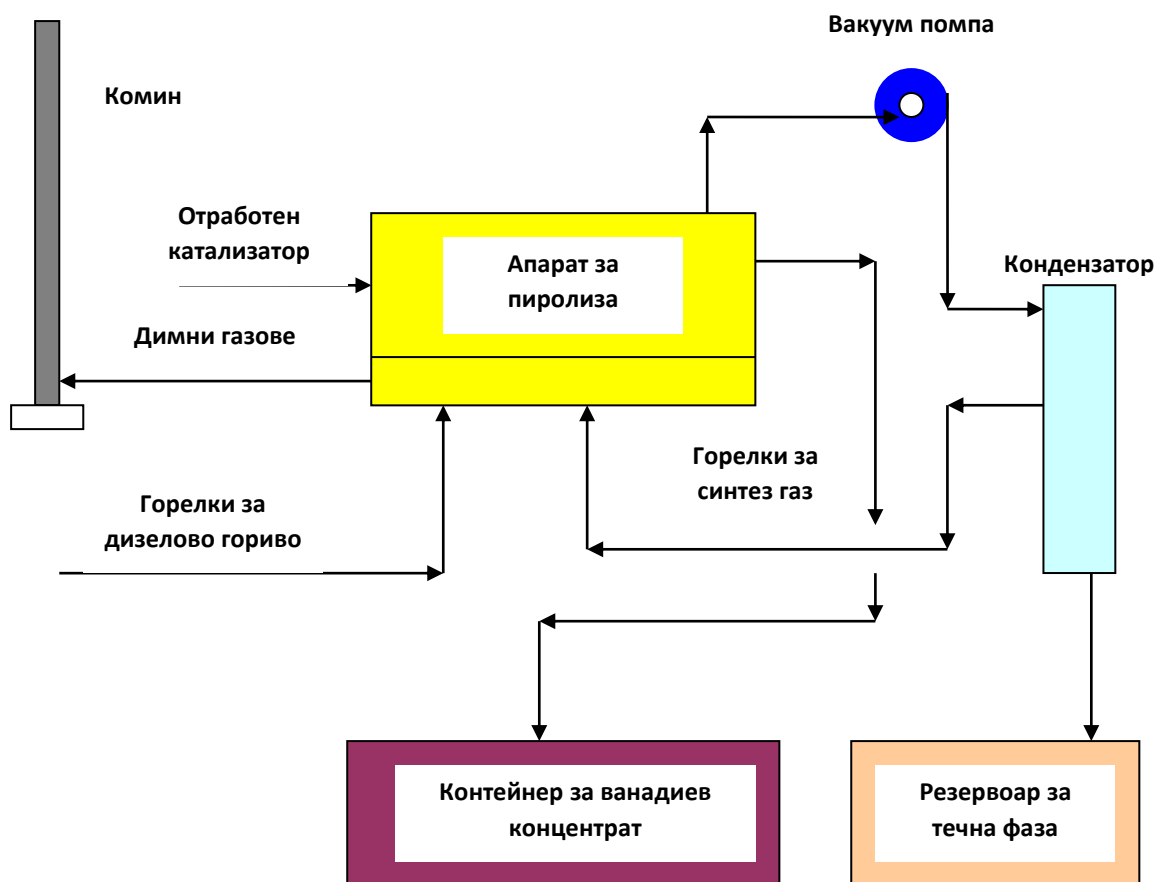 Вакуум помпа
Комин
Отработен
катализатор
Апарат за
пиролиза
Кондензатор
Димни газове
Горелки за
синтез газ
Горелки за
дизелово гориво
Контейнер за ванадиев
концентрат
Резервоар за
течна фаза